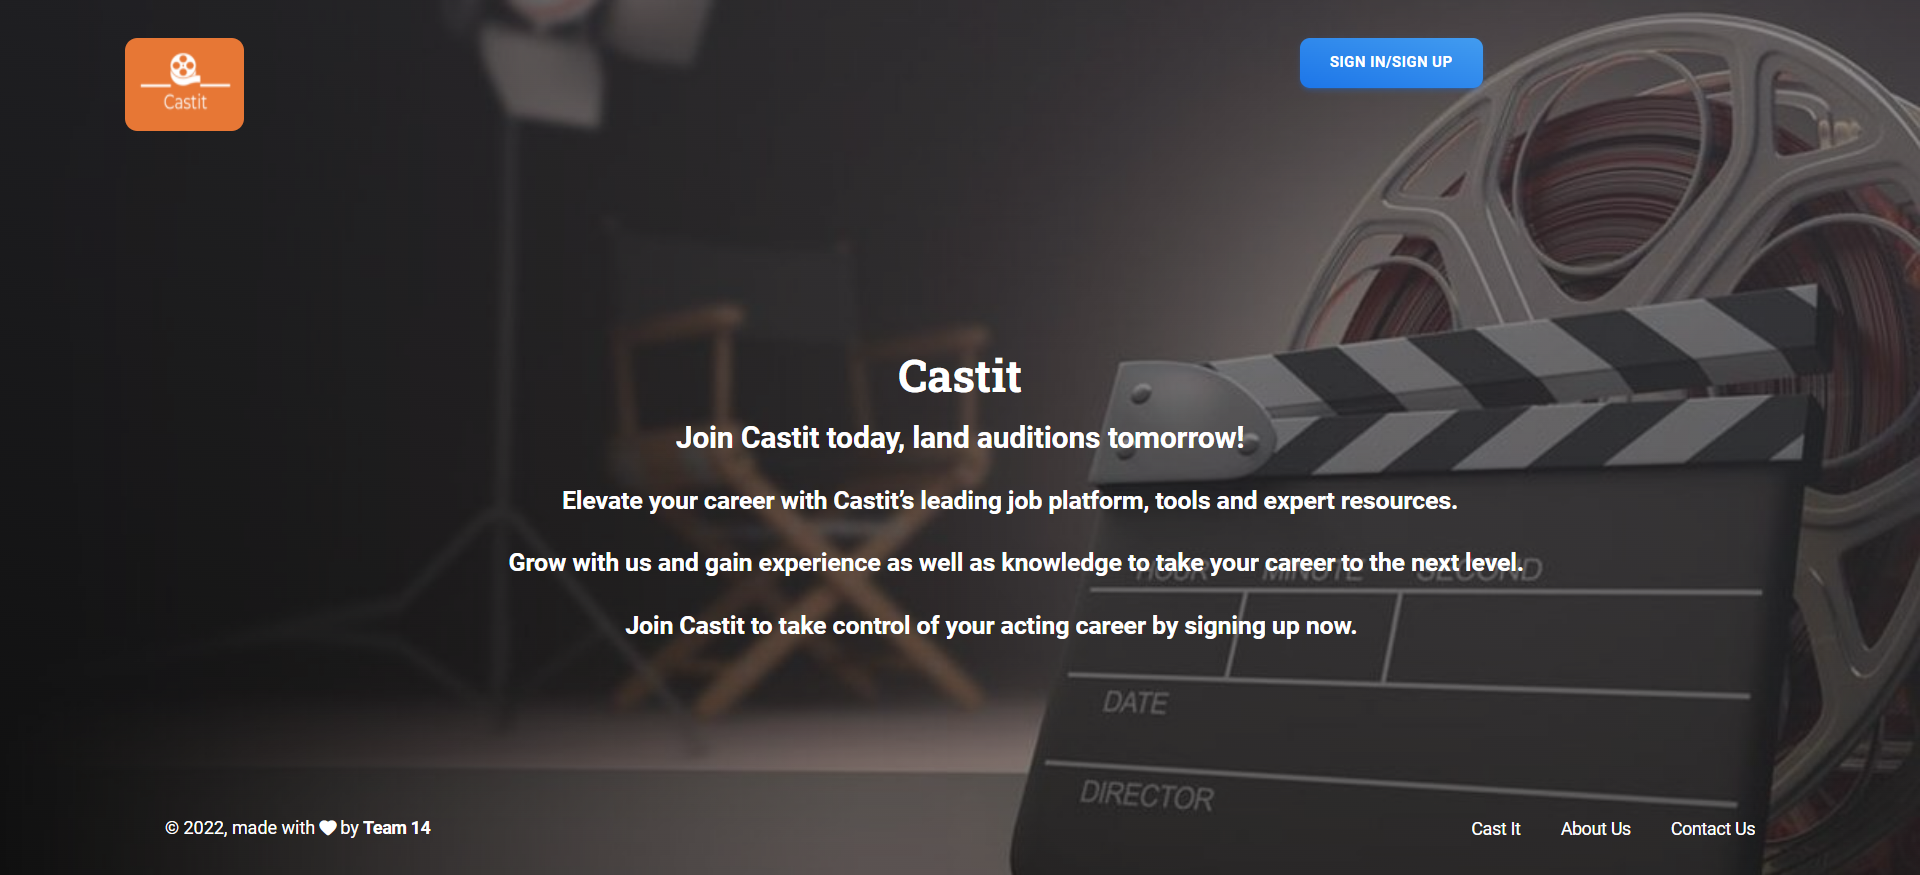 Castit
SIGN IN/SIGN UP
Castit
Join Castit today, land auditions tomorrow!
Elevate your career with Castit’s leading job platform, tools and expert resources.
Grow with us and gain experience as well as knowledge to take your career to the next level.
HOUR MINUTE SECOND
Join Castit to take control of your acting career by signing up now.
DATE
DIRECTOR
© 2022, made with by Team 14
Cast It About Us Contact Us